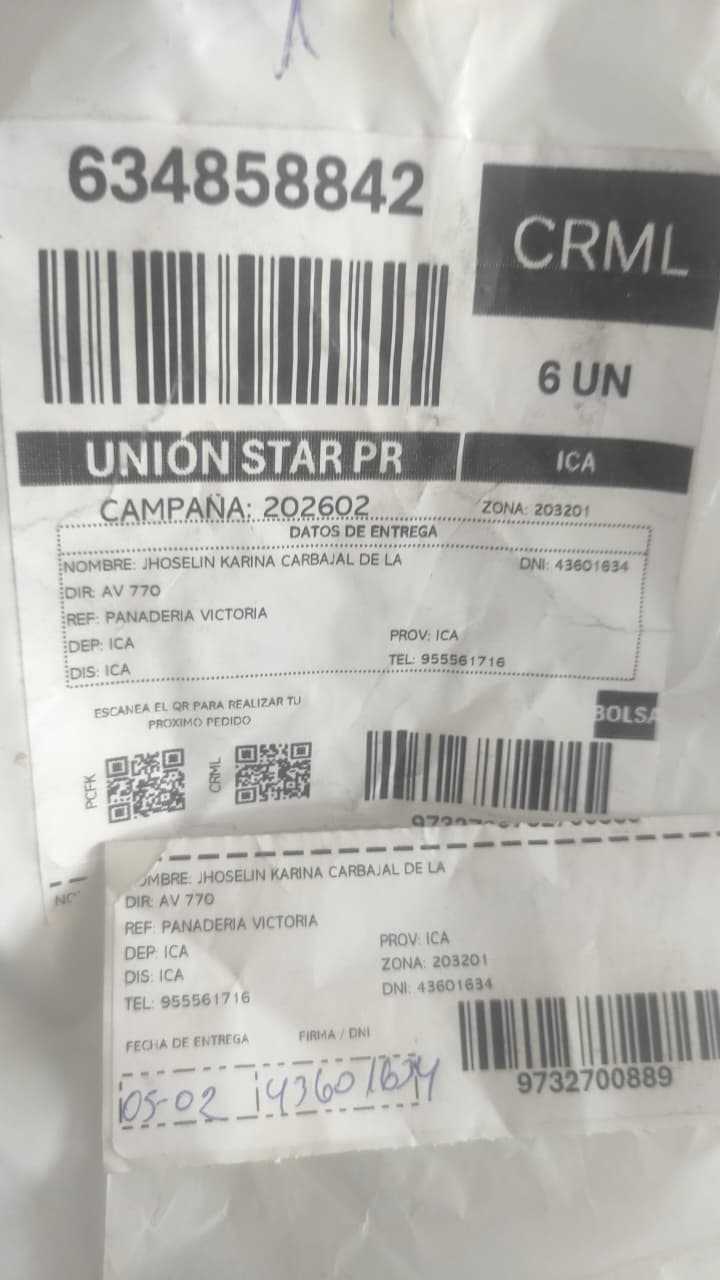 634858842
CRML
6 UN
UNIÓN STAR PR
ICA
CAMPAÑA: 202602
ZONA: 203201
DATOS DE ENTREGA
NOMBRE: JHOSELIN KARINA CARBAJAL DE LA
DNI: 43601634
DIR: AV 770
REF: PANADERIA VICTORIA
DEP: ICA
PROV: ICA
DIS: ICA
TEL: 955561716
ESCANEA EL QR PARA REALIZAR TU
PROXIMO PEDIDO
BOLSA
PCFK
CRML
OMBRE: JHOSELIN KARINA CARBAJAL DE LA
DIR: AV 770
REF: PANADERIA VICTORIA
DEP: ICA
PROV: ICA
DIS: ICA
ZONA: 203201
TEL: 955561716
DNI: 43601634
FECHA DE ENTREGA
FIRMA / DNI
05-02
43601634
9732700889